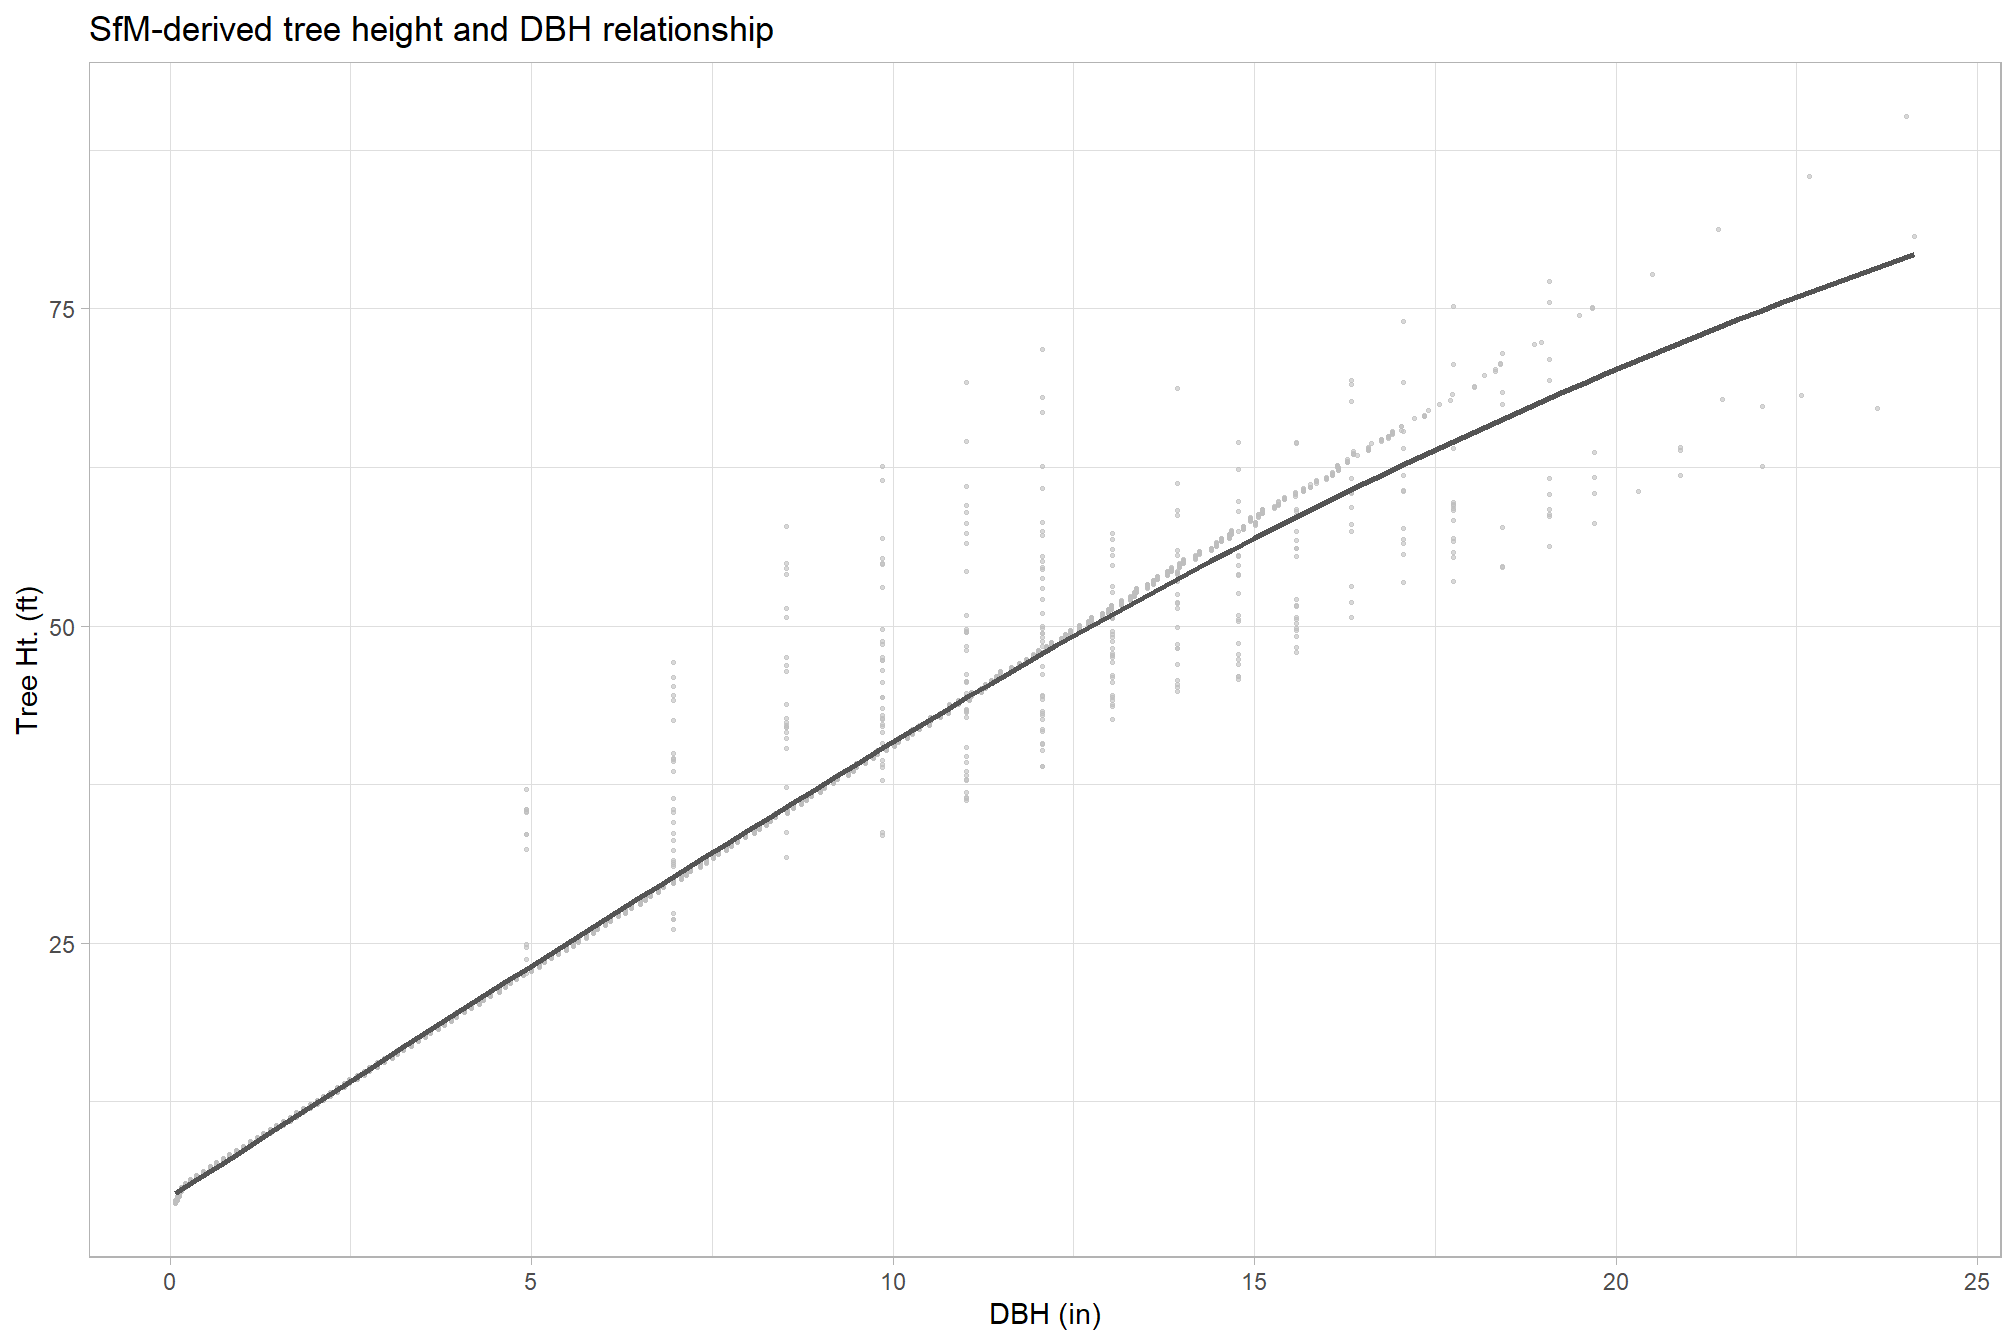 SfM-derived tree height and DBH relationship
75
50
25
Tree Ht. (ft)
0 5 10 15 20 25
DBH (in)